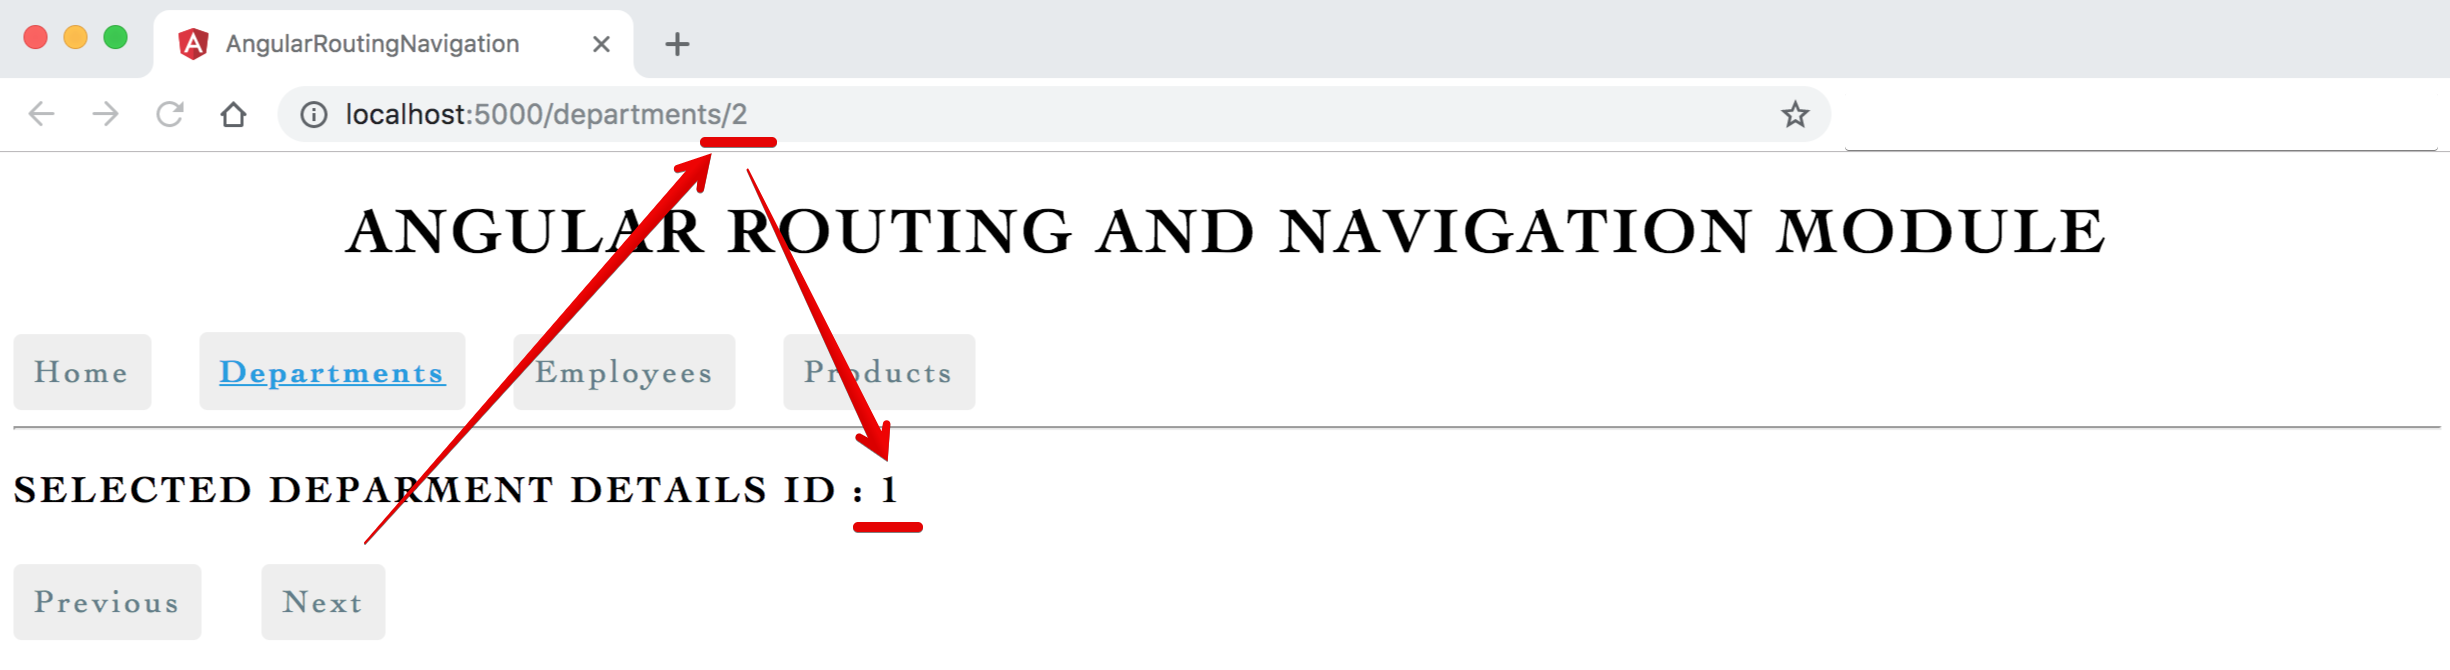 AngularRoutingNavigation
localhost:5000/departments/2
ANGULAR ROUTING AND NAVIGATION MODULE
Home Departments Employees Products
SELECTED DEPARMENT DETAILS ID : 1
Previous Next